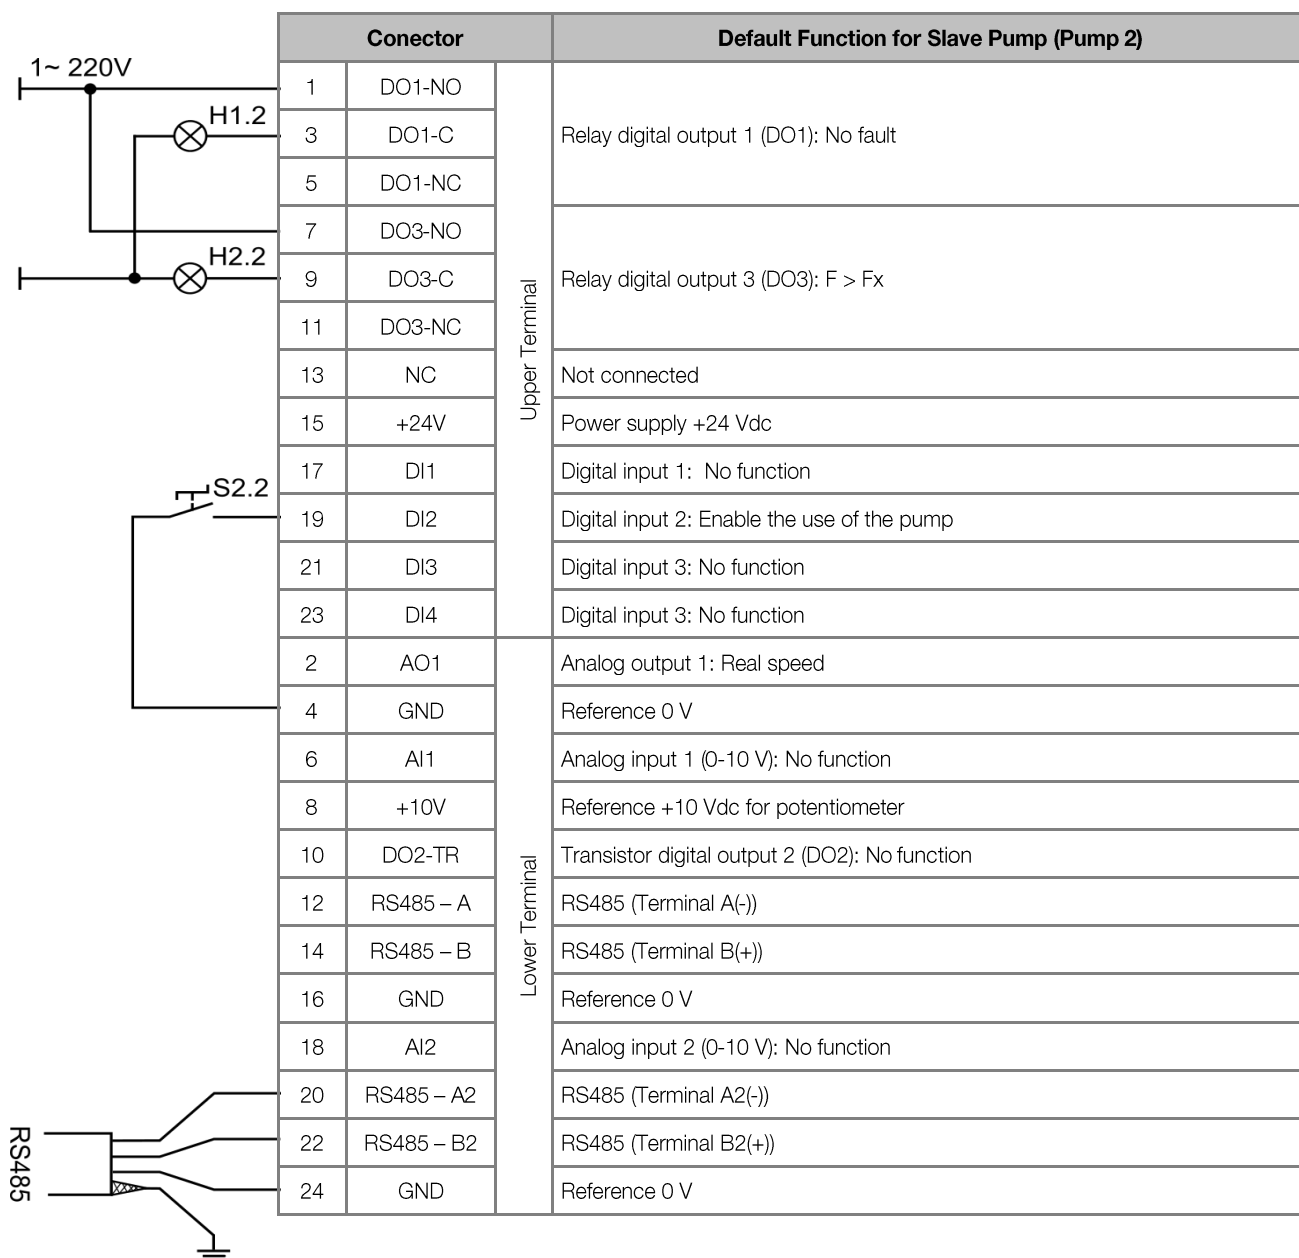 Conector Default Function for Slave Pump (Pump 2)
1~ 220V
1 DO1-NO
H1.2
3 DO1-C Relay digital output 1 (DO1): No fault
5 DO1-NC
7 DO3-NO
H2.2
9 DO3-C Relay digital output 3 (DO3): F > Fx
11 DO3-NC
Upper Terminal
13 NC Not connected
15 +24V Power supply +24 Vdc
17 DI1 Digital input 1: No function
S2.2
19 DI2 Digital input 2: Enable the use of the pump
21 DI3 Digital input 3: No function
23 DI4 Digital input 3: No function
2 AO1 Analog output 1: Real speed
4 GND Reference 0 V
6 AI1 Analog input 1 (0-10 V): No function
8 +10V Reference +10 Vdc for potentiometer
10 DO2-TR Transistor digital output 2 (DO2): No function
12 RS485 – A RS485 (Terminal A(-))
Lower Terminal
14 RS485 – B RS485 (Terminal B(+))
16 GND Reference 0 V
18 AI2 Analog input 2 (0-10 V): No function
20 RS485 – A2 RS485 (Terminal A2(-))
22 RS485 – B2 RS485 (Terminal B2(+))
RS485
24 GND Reference 0 V